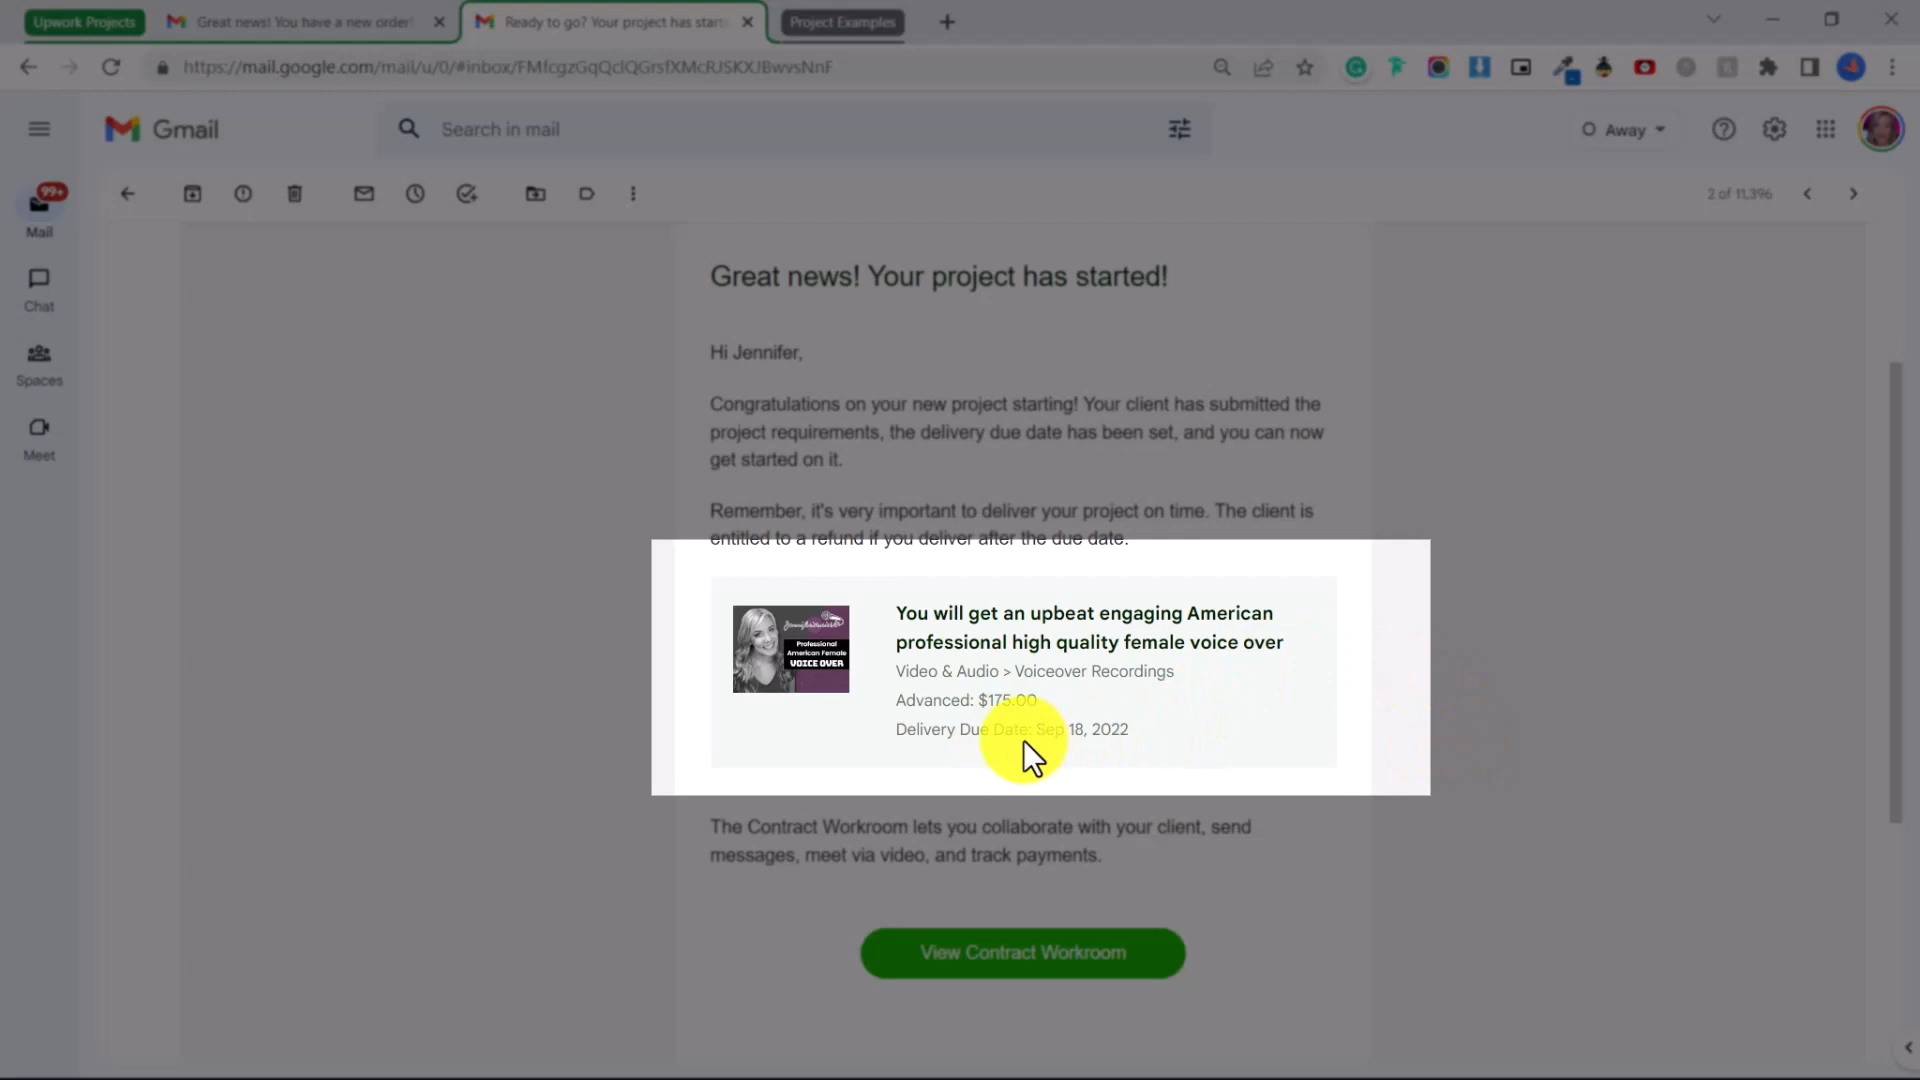 Upwork Projects
Great news! You have a new order!
Ready to go? Your project has starte
Project Examples
https://mail.google.com/mail/u/0/#inbox/FMfcgzGqQclQGrsfXMcRJSKXJBwvsNnF
Gmail
Search in mail
Away
99+
Mail
2 of 11,396
Chat
Spaces
Meet
Great news! Your project has started!
Hi Jennifer,
Congratulations on your new project starting! Your client has submitted the
project requirements, the delivery due date has been set, and you can now
get started on it.
Remember, it's very important to deliver your project on time. The client is
entitled to a refund if you deliver after the due date.
Professional
American Female
VOICE OVER
You will get an upbeat engaging American
professional high quality female voice over
Video & Audio > Voiceover Recordings
Advanced: $175.00
Delivery Due Date: Sep 18, 2022
The Contract Workroom lets you collaborate with your client, send
messages, meet via video, and track payments.
View Contract Workroom